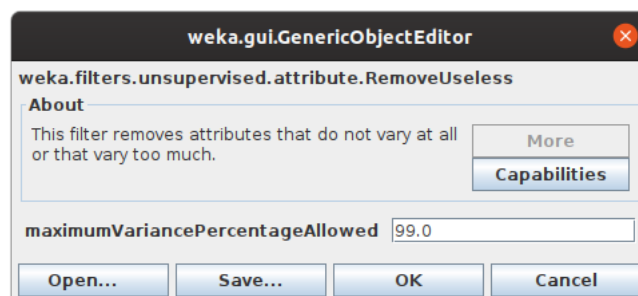 weka.gui.GenericObjectEditor
weka.filters.unsupervised.attribute.RemoveUseless
About
This filter removes attributes that do not vary at all
or that vary too much.
More
Capabilities
maximumVariancePercentageAllowed 99.0
Open... Save... OK Cancel